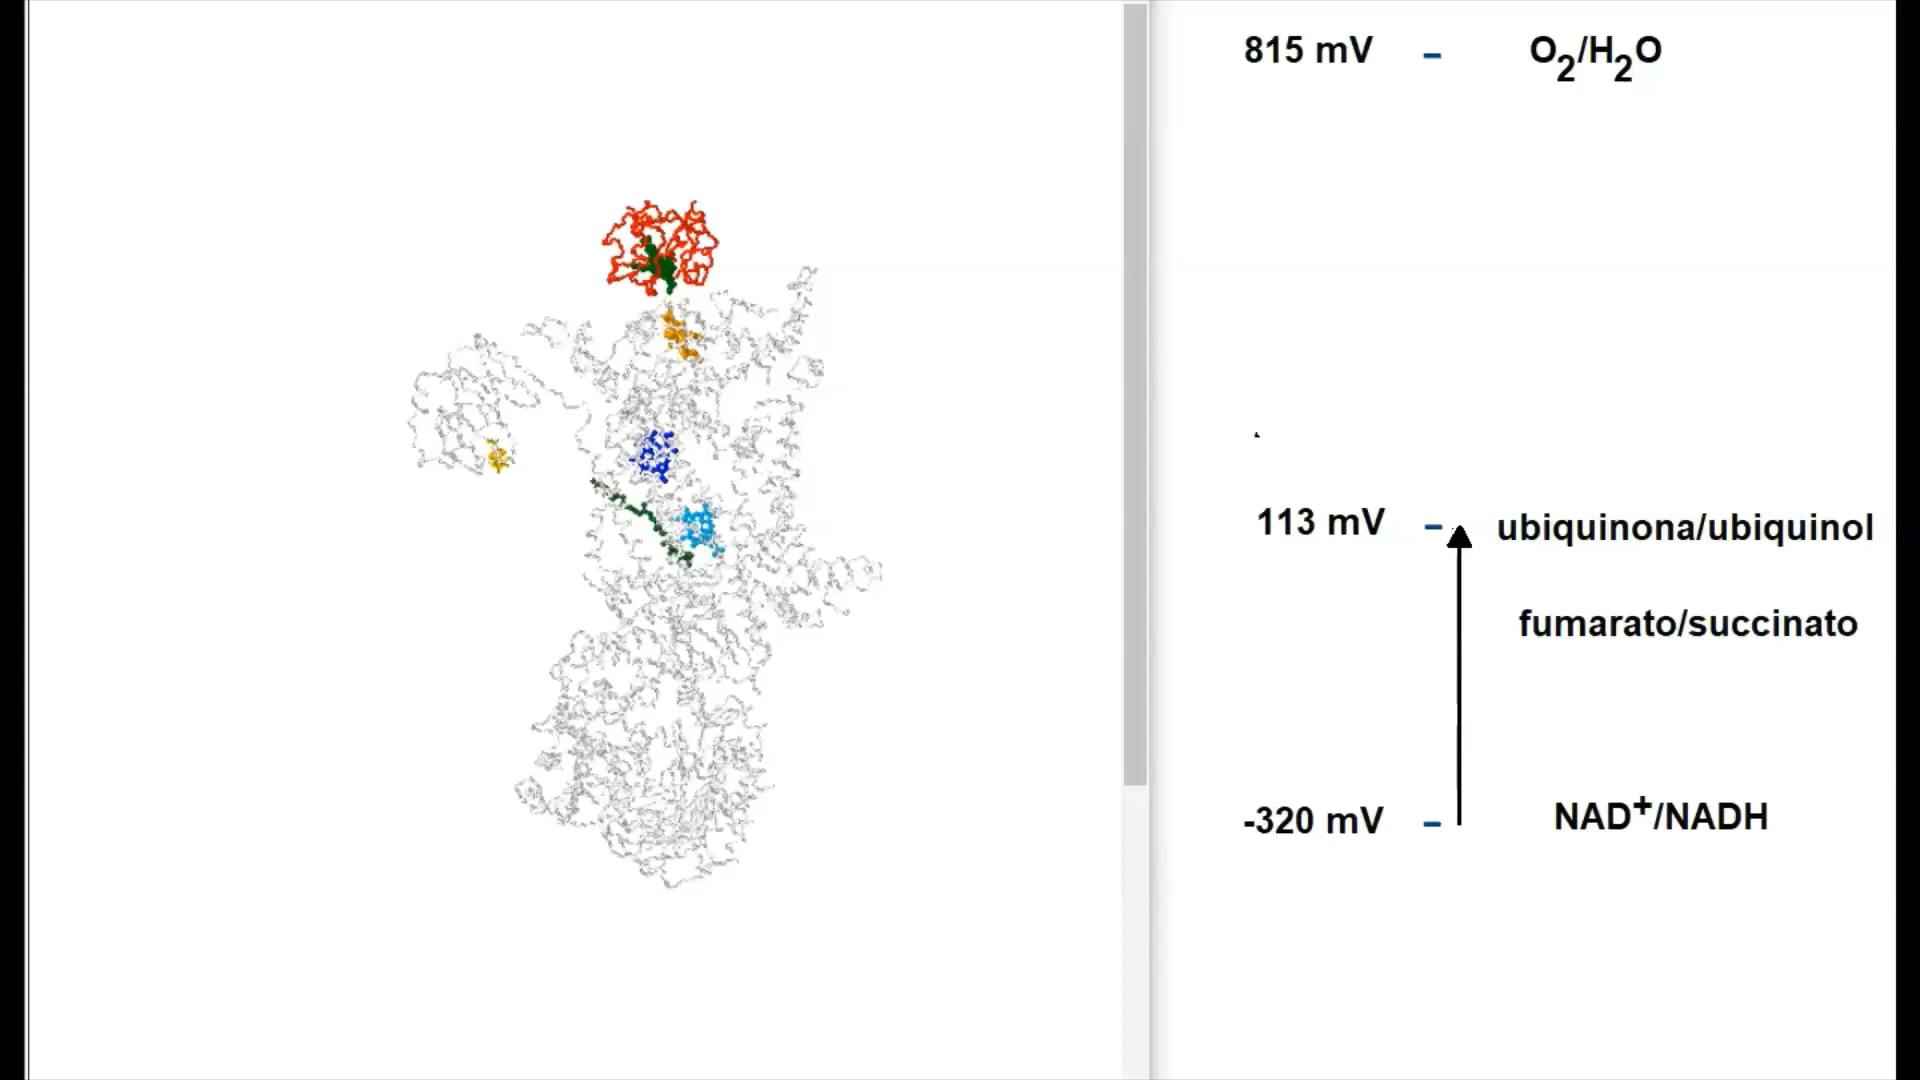 815 mV - O₂/H₂O
113 mV - ubiquinona/ubiquinol
fumarato/succinato
-320 mV - NAD⁺/NADH